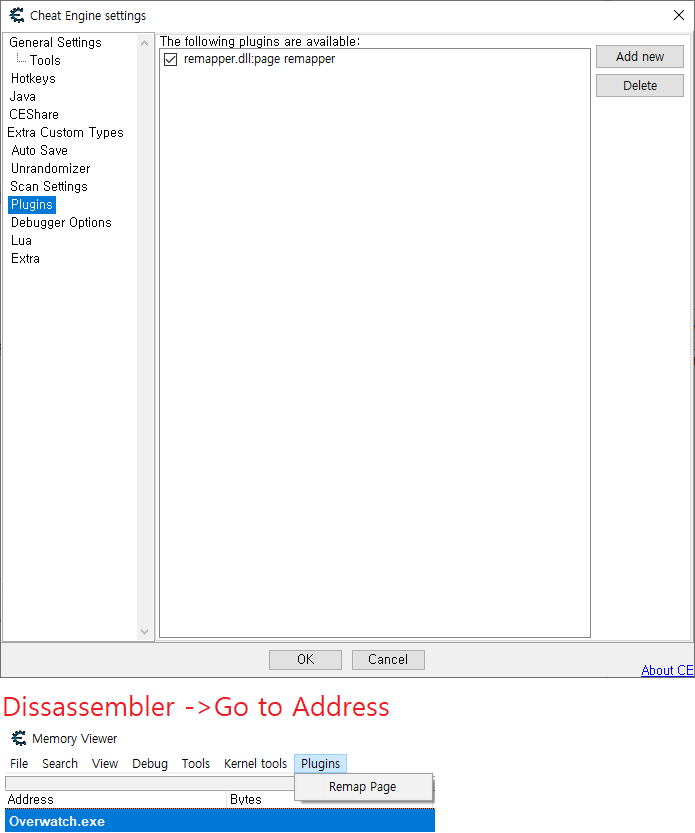 Cheat Engine settings
General Settings
Tools
Hotkeys
Java
CEShare
Extra Custom Types
Auto Save
Unrandomizer
Scan Settings
Plugins
Debugger Options
Lua
Extra
The following plugins are available:
remapper.dll:page remapper
Add new
Delete
OK
Cancel
About CE
Dissassembler ->Go to Address
Memory Viewer
File Search View Debug Tools Kernel tools Plugins
Remap Page
Address Bytes
Overwatch.exe